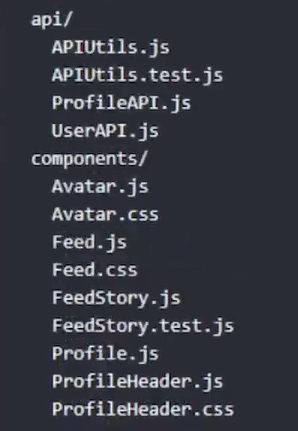 api/
APIUtils.js
APIUtils.test.js
ProfileAPI.js
UserAPI.js
components/
Avatar.js
Avatar.css
Feed.js
Feed.css
FeedStory.js
FeedStory.test.js
Profile.js
ProfileHeader.js
ProfileHeader.css